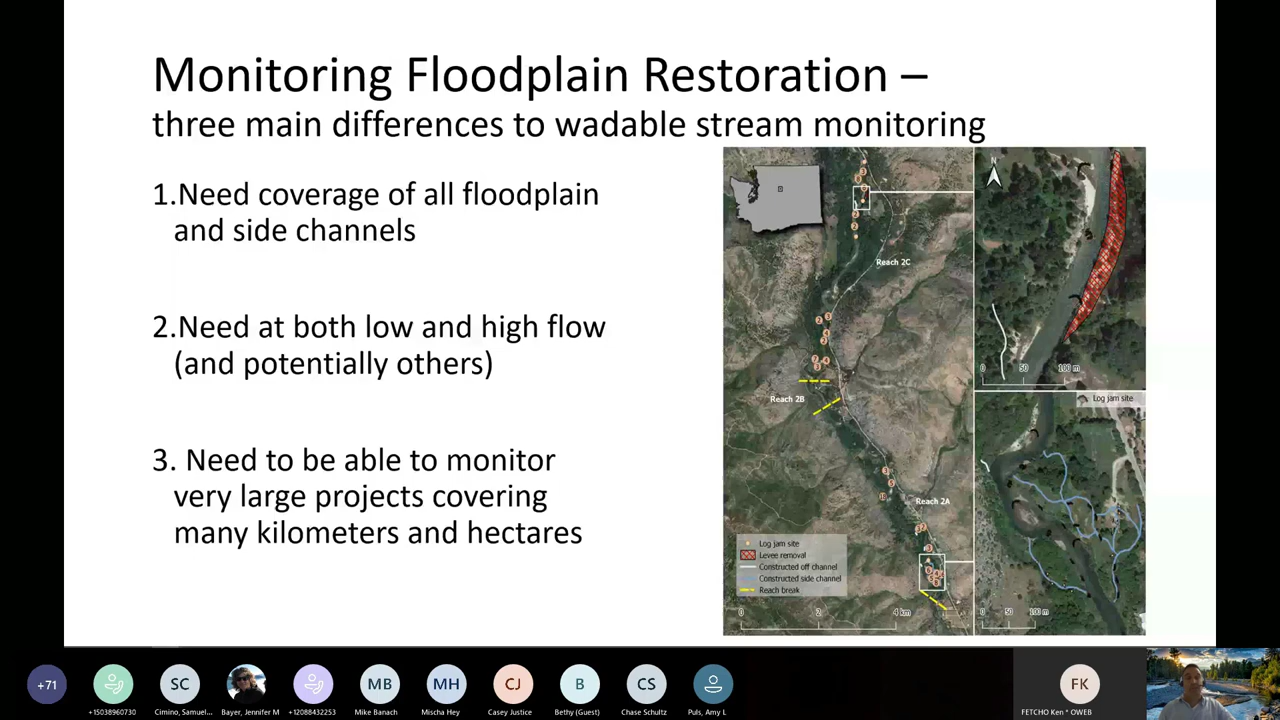 Monitoring Floodplain Restoration –
three main differences to wadable stream monitoring
1.Need coverage of all floodplain
and side channels
2.Need at both low and high flow
(and potentially others)
3. Need to be able to monitor
very large projects covering
many kilometers and hectares
Reach 2C
Reach 2B
Reach 2A
Log jam site
Levee removal
Constructed off channel
Constructed side channel
Reach break
0 2 4 km
N
0 50 100 m
Log jam site
0 50 100 m
+71
SC
MB
MH
CJ
B
CS
FK
+15038960730
Cimino, Samuel...
Bayer, Jennifer M
+12088432253
Mike Banach
Mischa Hey
Casey Justice
Bethy (Guest)
Chase Schultz
Puls, Amy L
FETCHO Ken * OWEB